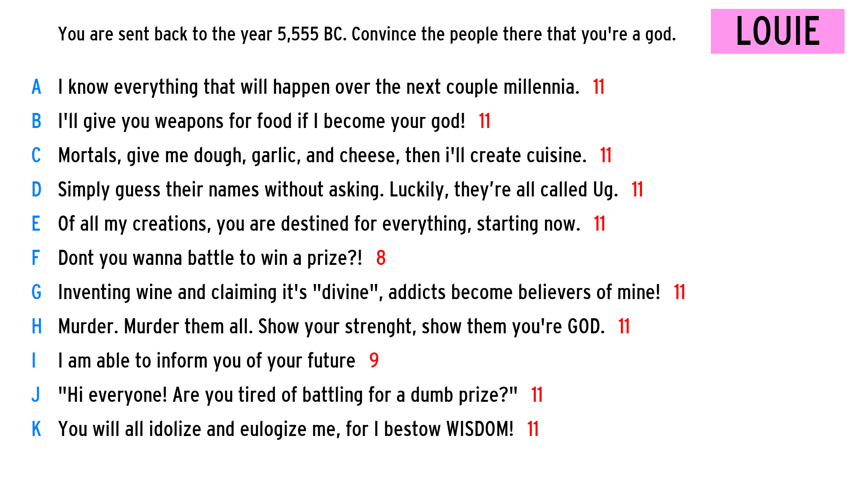 You are sent back to the year 5,555 BC. Convince the people there that you're a god.
LOUIE
A I know everything that will happen over the next couple millennia. 11
B I'll give you weapons for food if I become your god! 11
C Mortals, give me dough, garlic, and cheese, then i'll create cuisine. 11
D Simply guess their names without asking. Luckily, they’re all called Ug. 11
E Of all my creations, you are destined for everything, starting now. 11
F Dont you wanna battle to win a prize?! 8
G Inventing wine and claiming it's "divine", addicts become believers of mine! 11
H Murder. Murder them all. Show your strenght, show them you're GOD. 11
I I am able to inform you of your future 9
J "Hi everyone! Are you tired of battling for a dumb prize?" 11
K You will all idolize and eulogize me, for I bestow WISDOM! 11